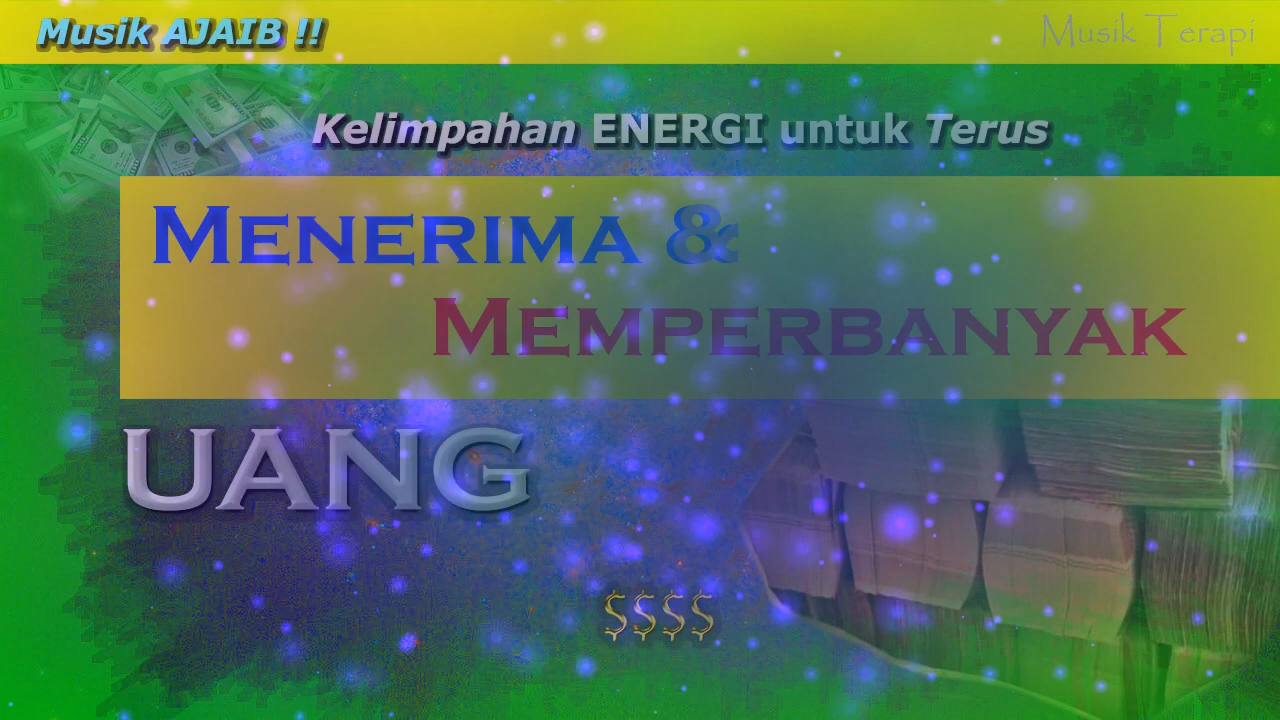 Musik AJAIB !!
Musik Terapi
Kelimpahan ENERGI untuk Terus
MENERIMA &
MEMPERBANYAK
UANG
$$$$